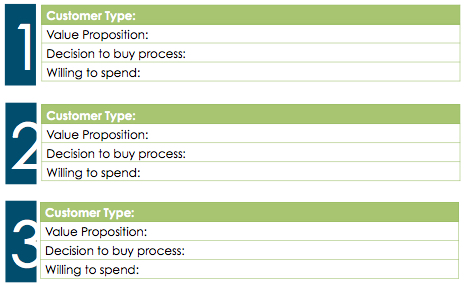 1
Customer Type:
Value Proposition:
Decision to buy process:
Willing to spend:
2
Customer Type:
Value Proposition:
Decision to buy process:
Willing to spend:
3
Customer Type:
Value Proposition:
Decision to buy process:
Willing to spend: